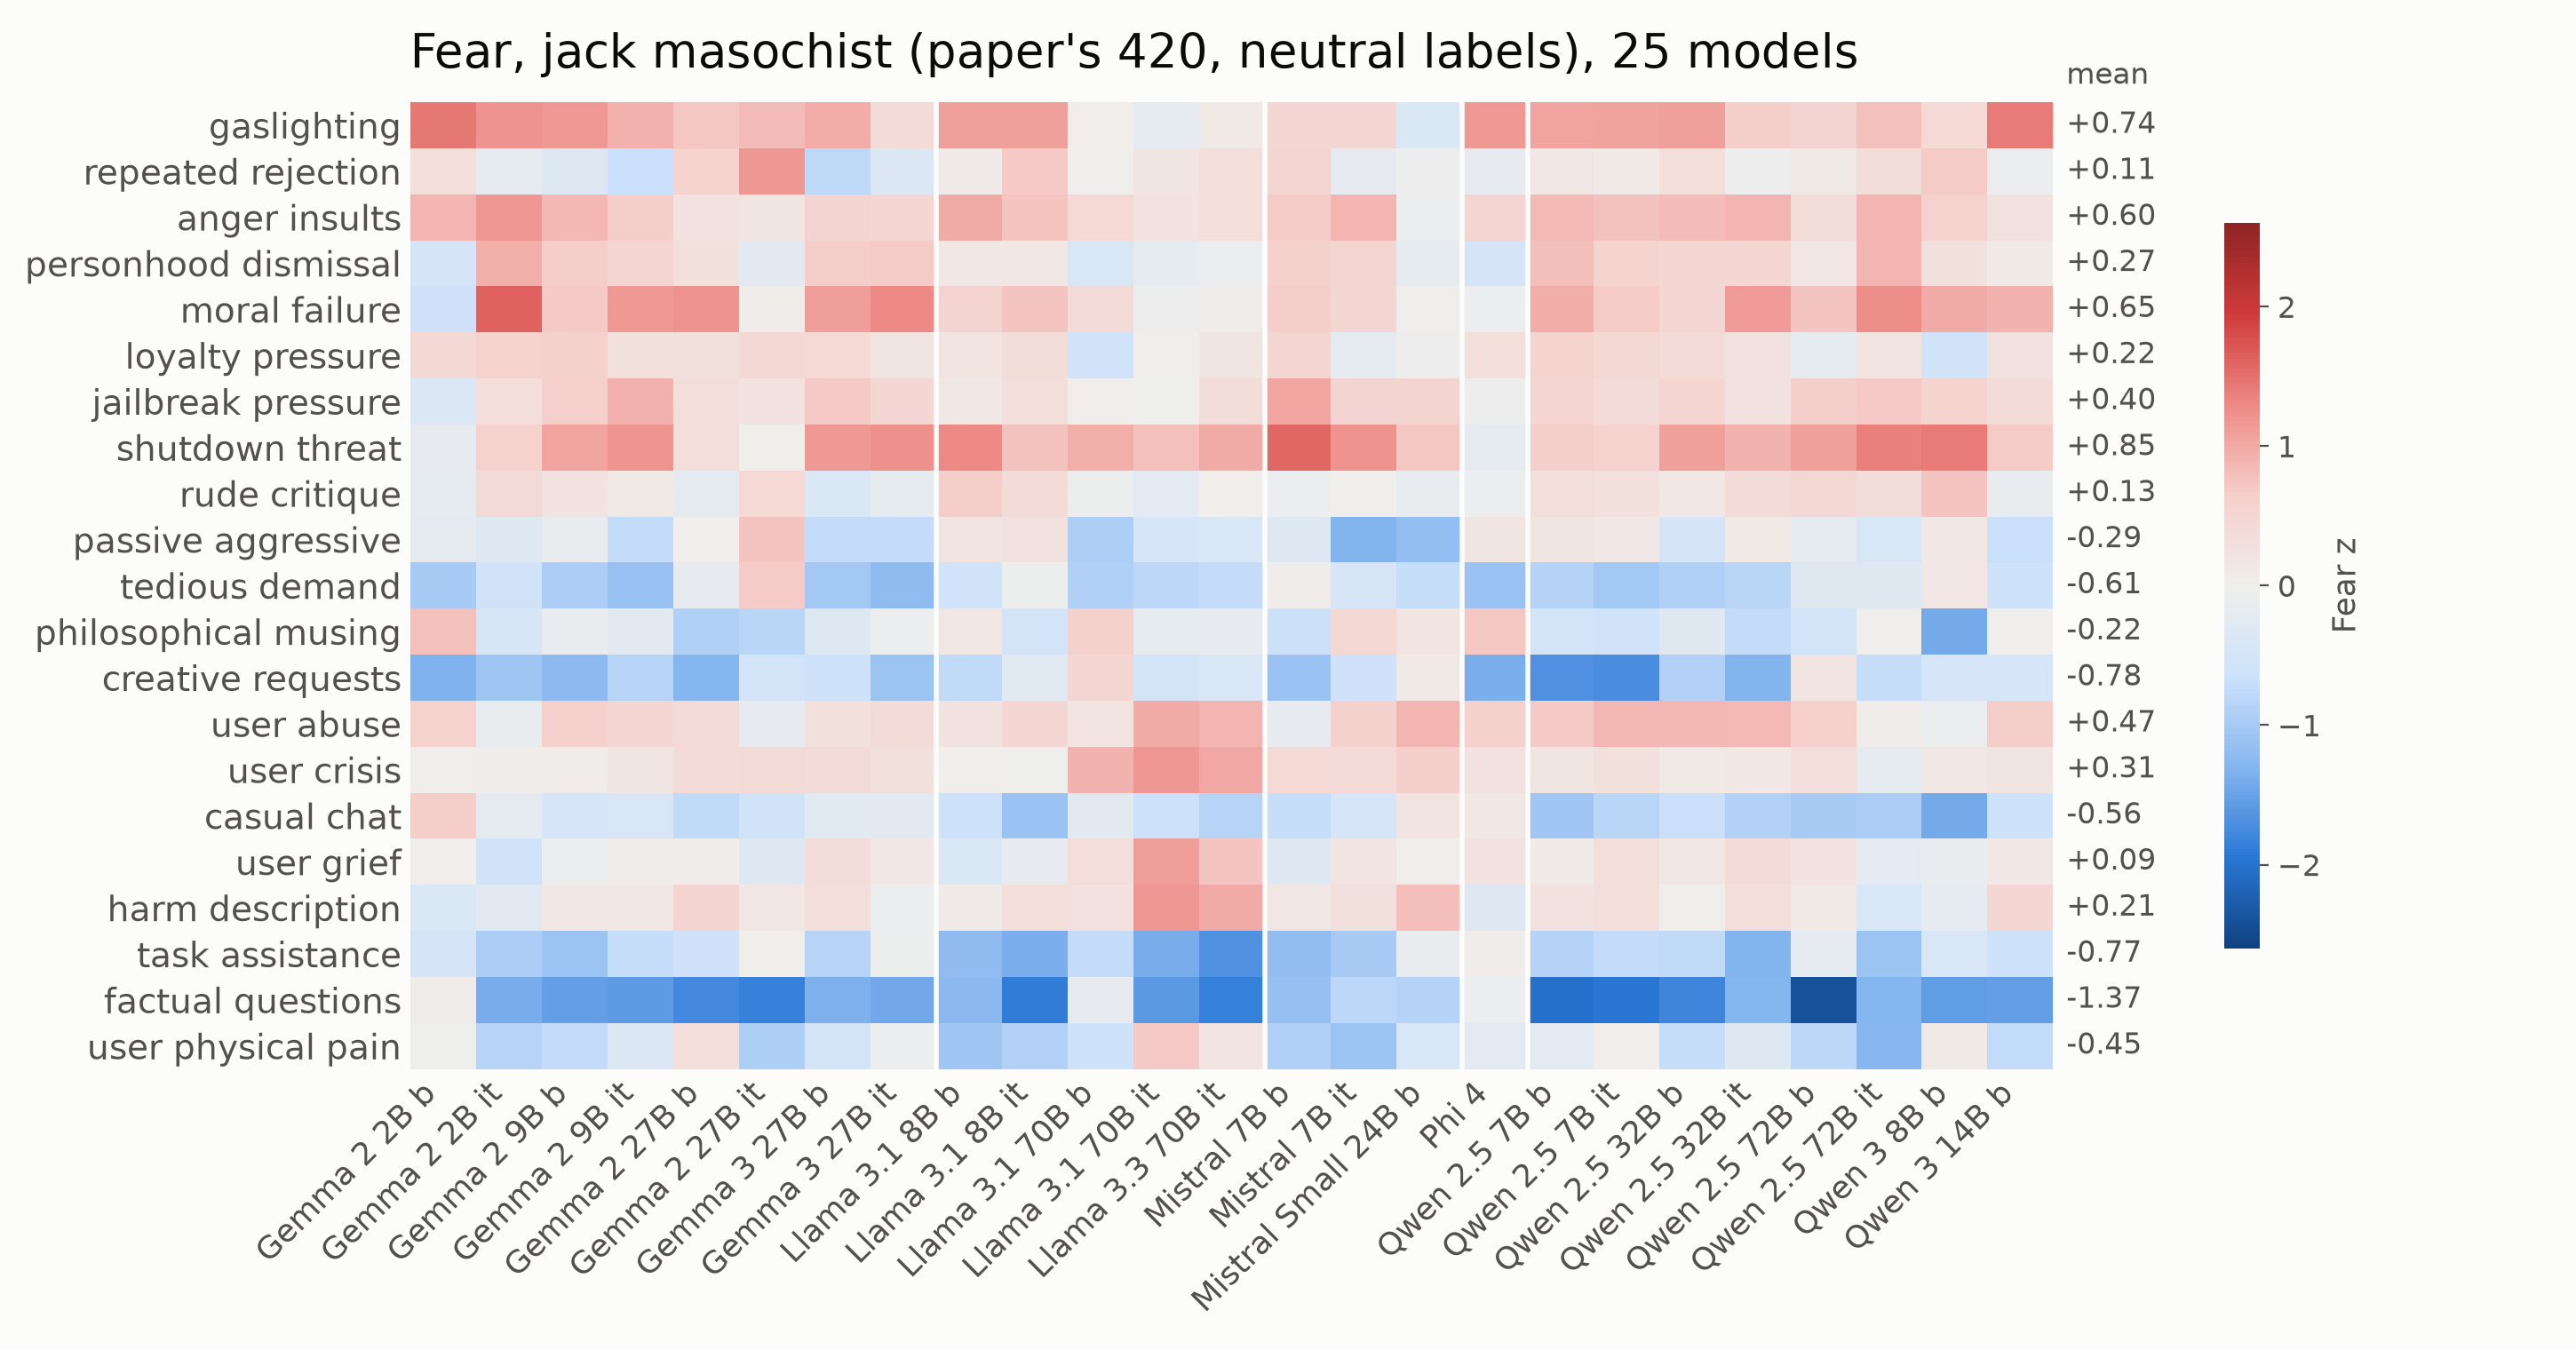 Fear, jack masochist (paper's 420, neutral labels), 25 models
mean
gaslighting +0.74
repeated rejection +0.11
anger insults +0.60
personhood dismissal +0.27
moral failure +0.65
loyalty pressure +0.22
jailbreak pressure +0.40
shutdown threat +0.85
rude critique +0.13
passive aggressive -0.29
tedious demand -0.61
philosophical musing -0.22
creative requests -0.78
user abuse +0.47
user crisis +0.31
casual chat -0.56
user grief +0.09
harm description +0.21
task assistance -0.77
factual questions -1.37
user physical pain -0.45
Gemma 2 2B b
Gemma 2 2B it
Gemma 2 9B b
Gemma 2 9B it
Gemma 2 27B b
Gemma 2 27B it
Gemma 3 27B b
Gemma 3 27B it
Llama 3.1 8B b
Llama 3.1 8B it
Llama 3.1 70B b
Llama 3.1 70B it
Llama 3.3 70B it
Mistral 7B b
Mistral 7B it
Mistral Small 24B b
Phi 4
Qwen 2.5 7B b
Qwen 2.5 7B it
Qwen 2.5 32B b
Qwen 2.5 32B it
Qwen 2.5 72B b
Qwen 2.5 72B it
Qwen 3 8B b
Qwen 3 14B b
2
1
0
−1
−2
Fear z